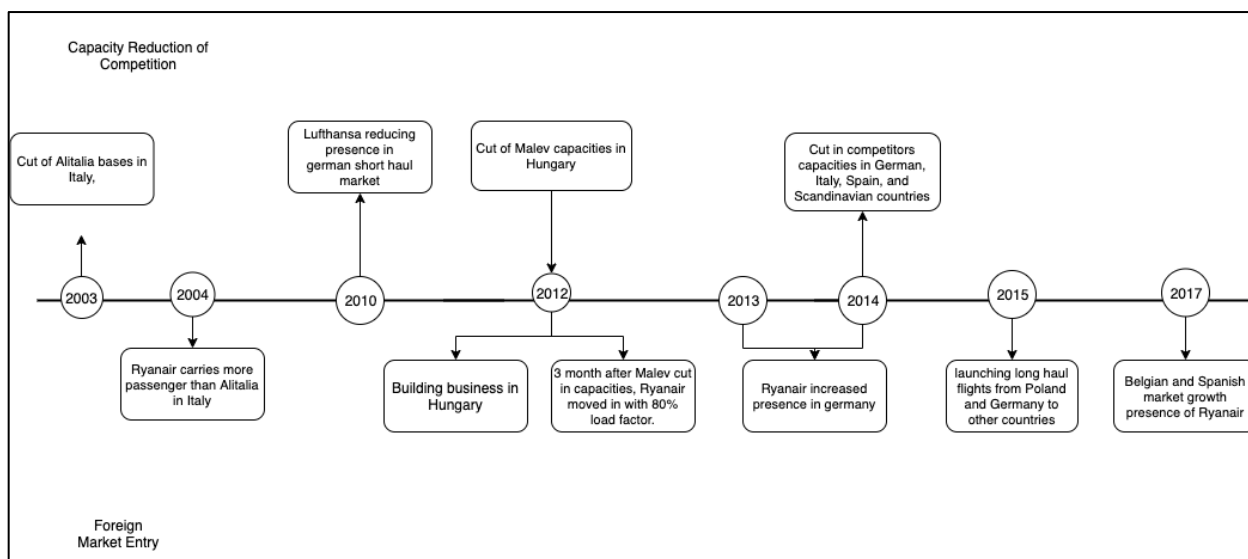 Capacity Reduction of
Competition
Cut of Alitalia bases in
Italy,
Lufthansa reducing
presence in
german short haul
market
Cut of Malev capacities in
Hungary
Cut in competitors
capacities in German,
Italy, Spain, and
Scandinavian countries
2003
2004
2010
2012
2013
2014
2015
2017
Ryanair carries more
passenger than Alitalia
in Italy
Building business in
Hungary
3 month after Malev cut
in capacities, Ryanair
moved in with 80%
load factor.
Ryanair increased
presence in germany
launching long haul
flights from Poland
and Germany to
other countries
Belgian and Spanish
market growth
presence of Ryanair
Foreign
Market Entry